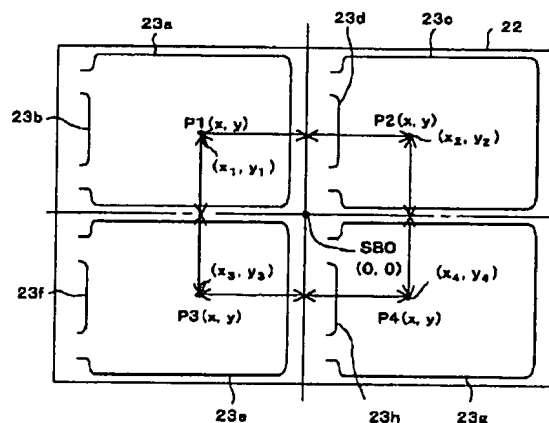 23a
23d
23c
22
23b
P1(x, y)
P2(x, y)
(x₁, y₁)
(x₂, y₂)
SBO
(0, 0)
(x₃, y₃)
(x₄, y₄)
23f
P3(x, y)
P4(x, y)
23e
23h
23g